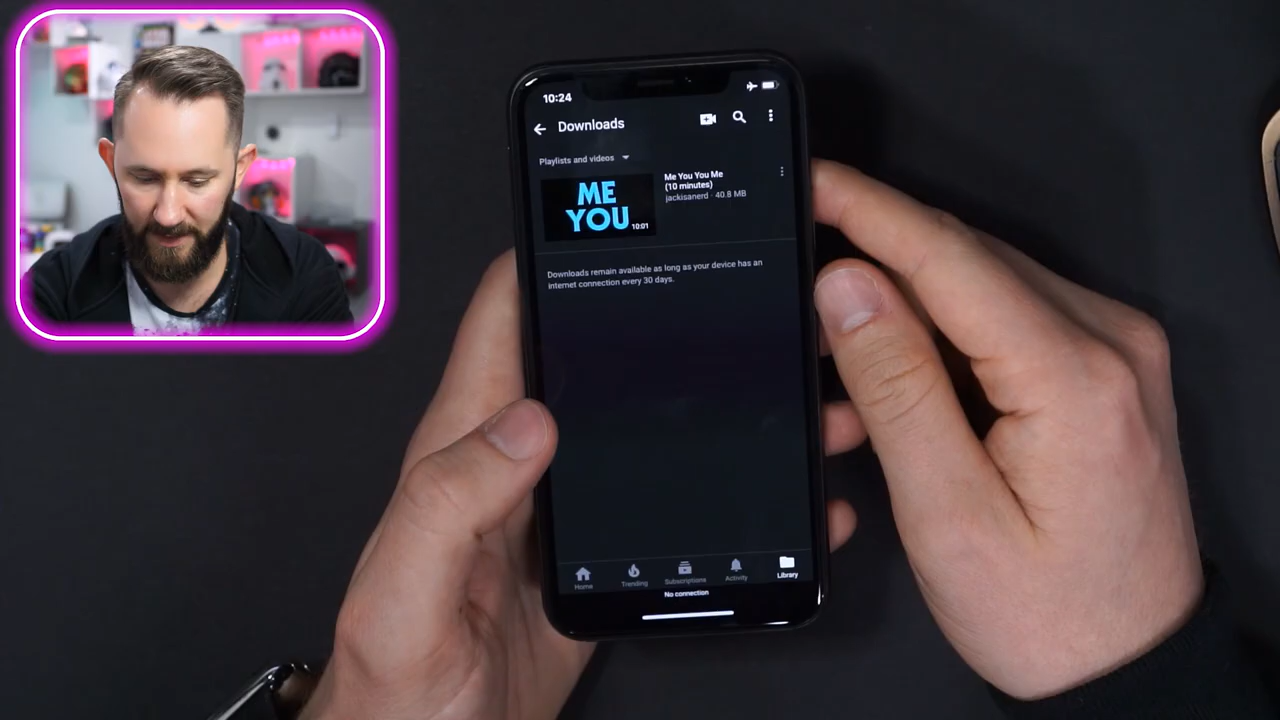 10:24
Downloads
Playlists and videos
ME
YOU
10:01
Me You You Me
(10 minutes)
jackisanerd · 40.8 MB
Downloads remain available as long as your device has an
internet connection every 30 days.
Home
Trending
Subscriptions
Activity
Library
No connection